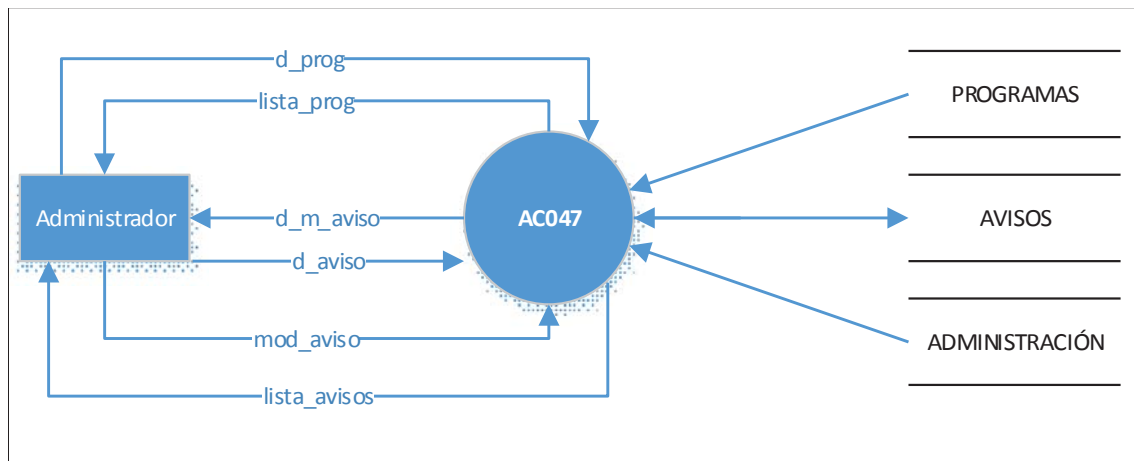 d_prog
lista_prog
PROGRAMAS
Administrador
d_m_aviso
AC047
AVISOS
d_aviso
mod_aviso
ADMINISTRACIÓN
lista_avisos